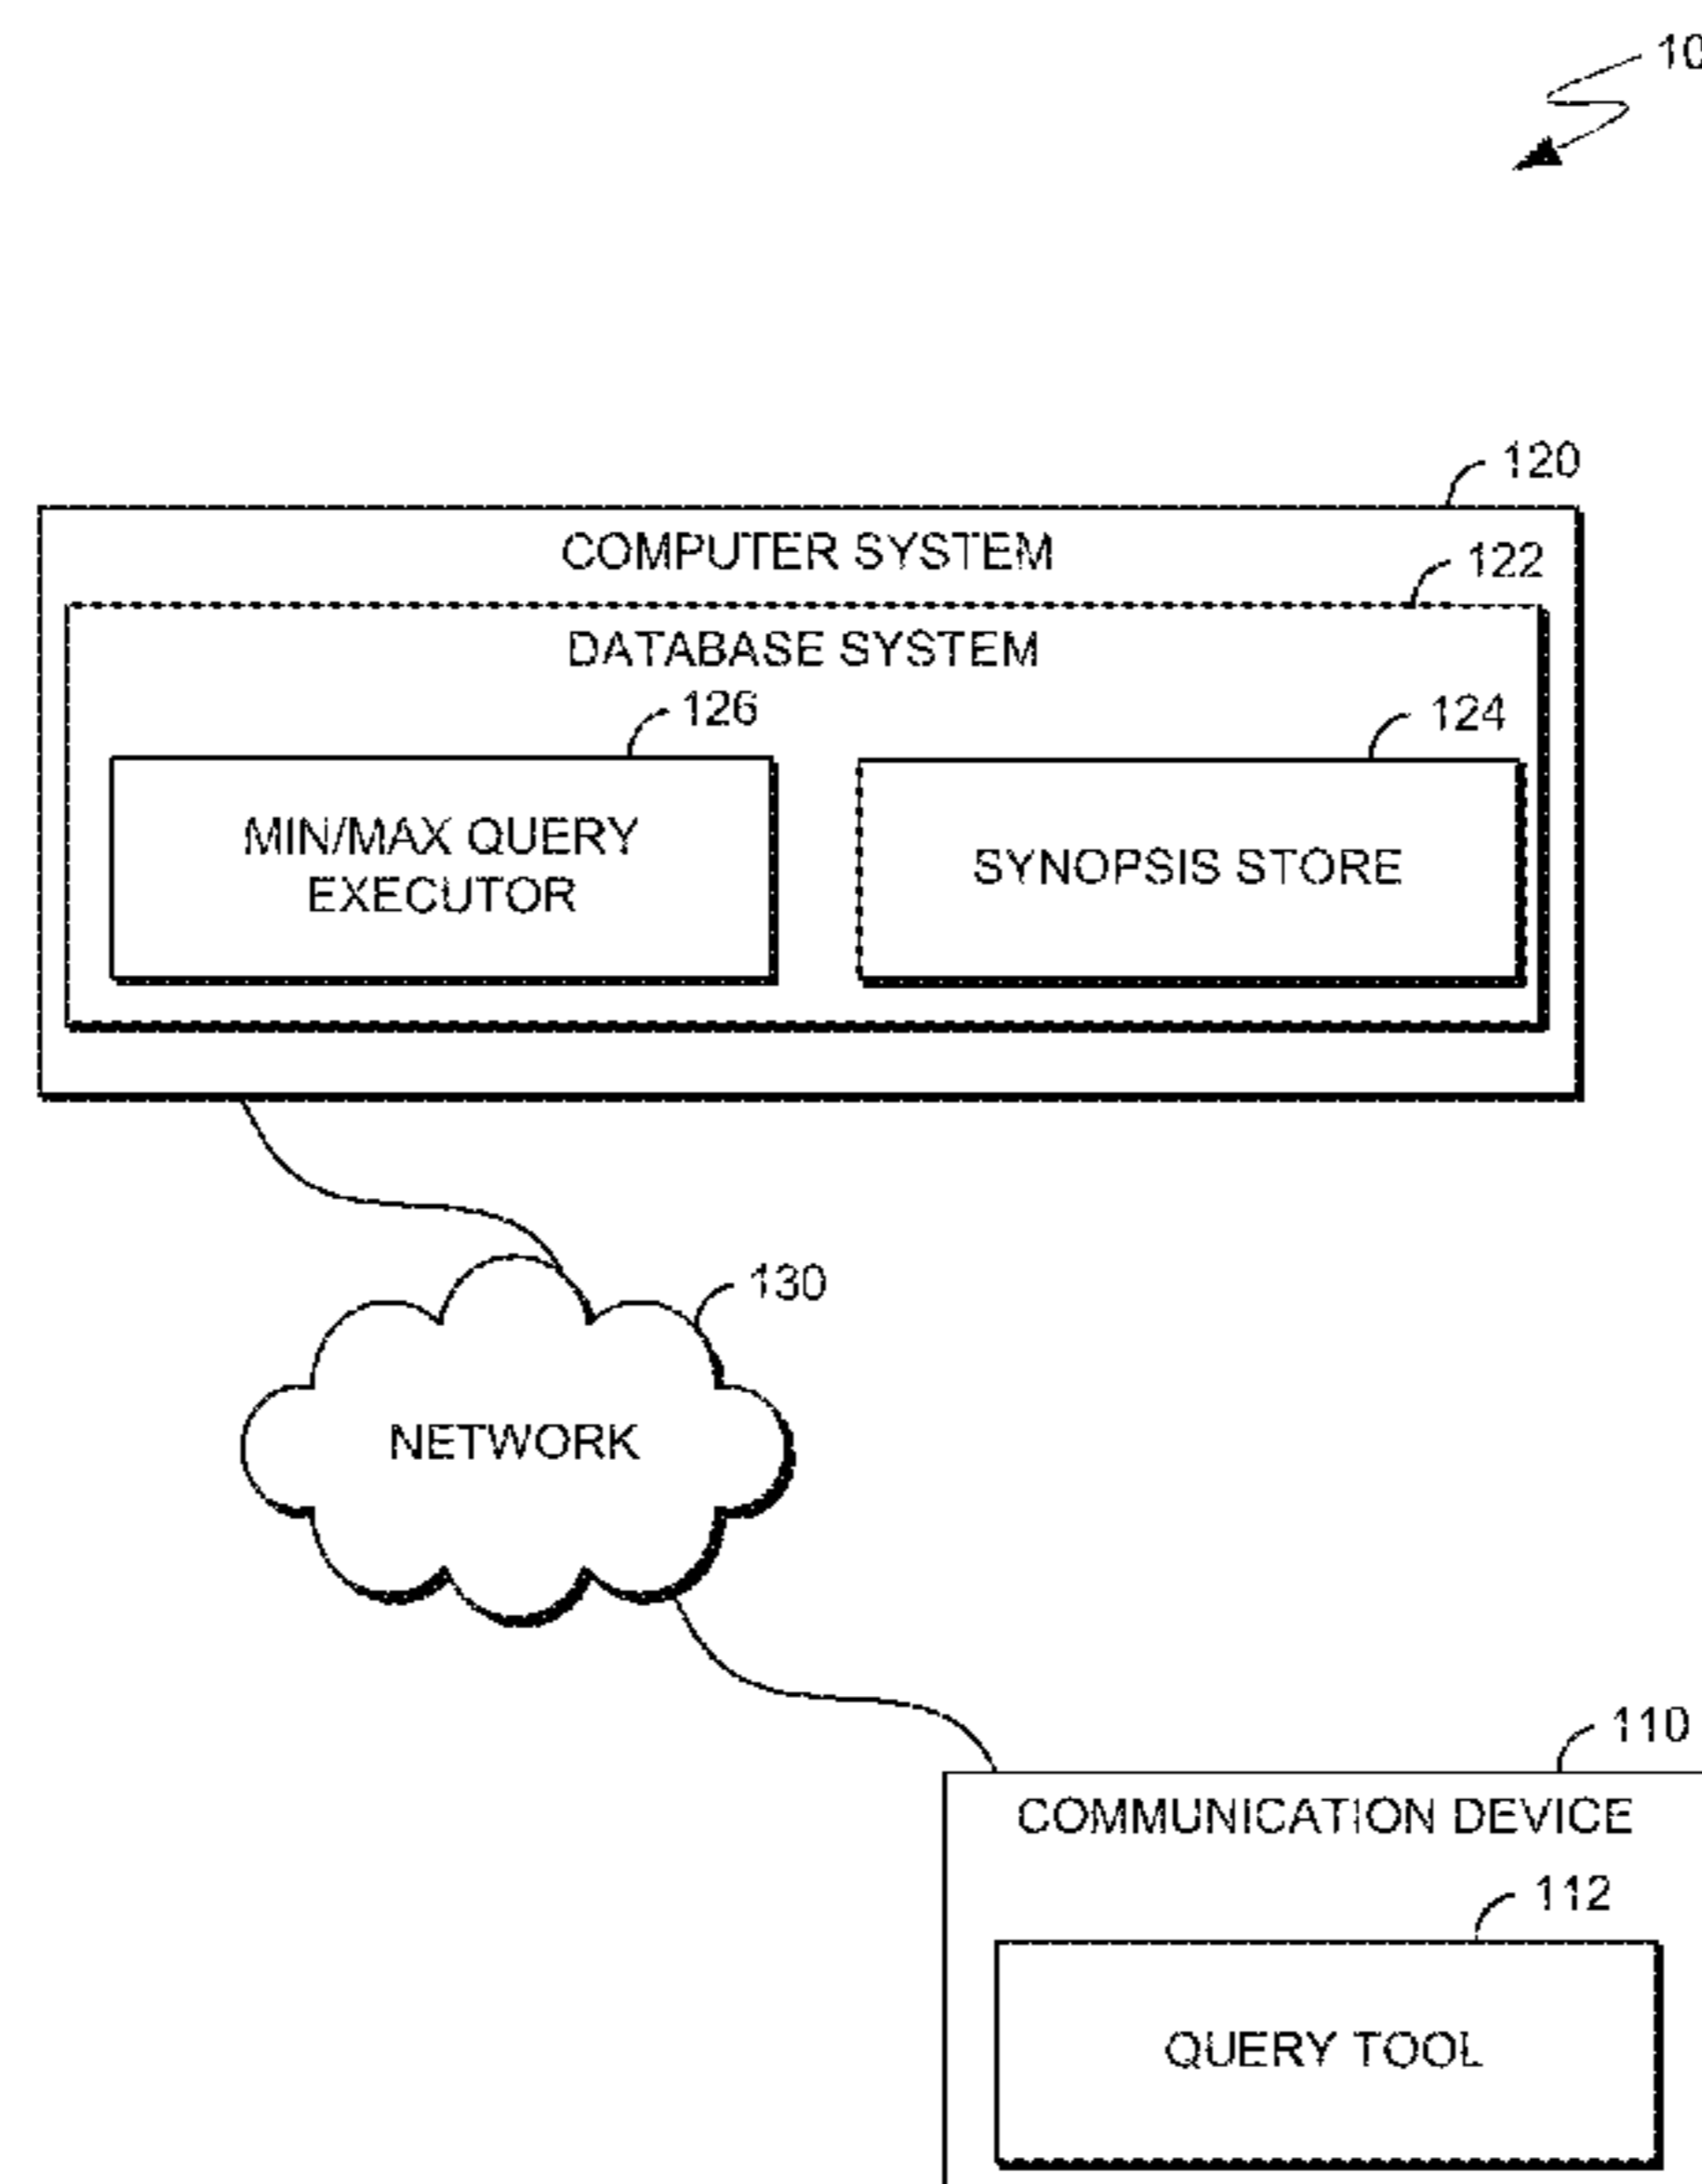 10
120
COMPUTER SYSTEM
122
DATABASE SYSTEM
126
124
MIN/MAX QUERY
EXECUTOR
SYNOPSIS STORE
130
NETWORK
110
COMMUNICATION DEVICE
112
QUERY TOOL